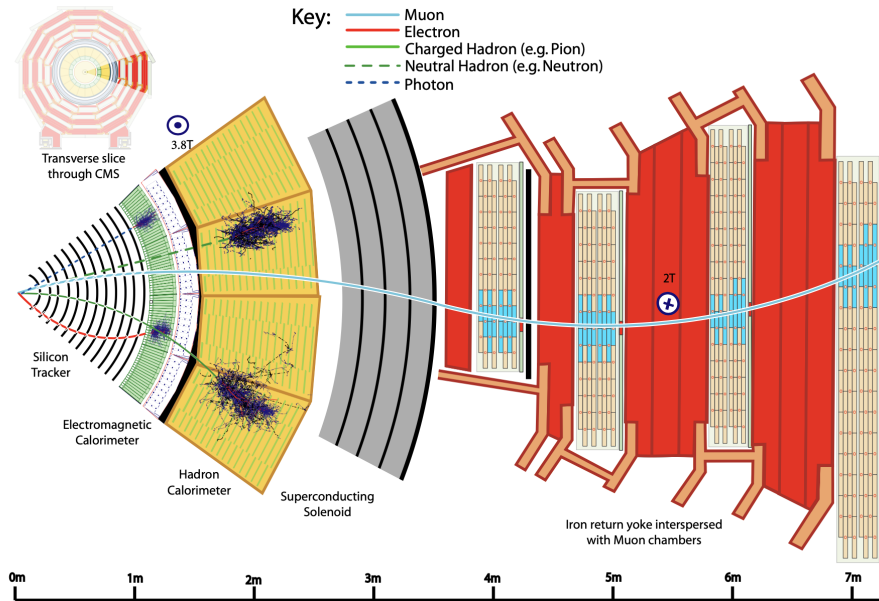 Key:
Muon
Electron
Charged Hadron (e.g. Pion)
Neutral Hadron (e.g. Neutron)
Photon
Transverse slice
through CMS
3.8T
2T
Silicon
Tracker
Electromagnetic
Calorimeter
Hadron
Calorimeter
Superconducting
Solenoid
Iron return yoke interspersed
with Muon chambers
0m 1m 2m 3m 4m 5m 6m 7m